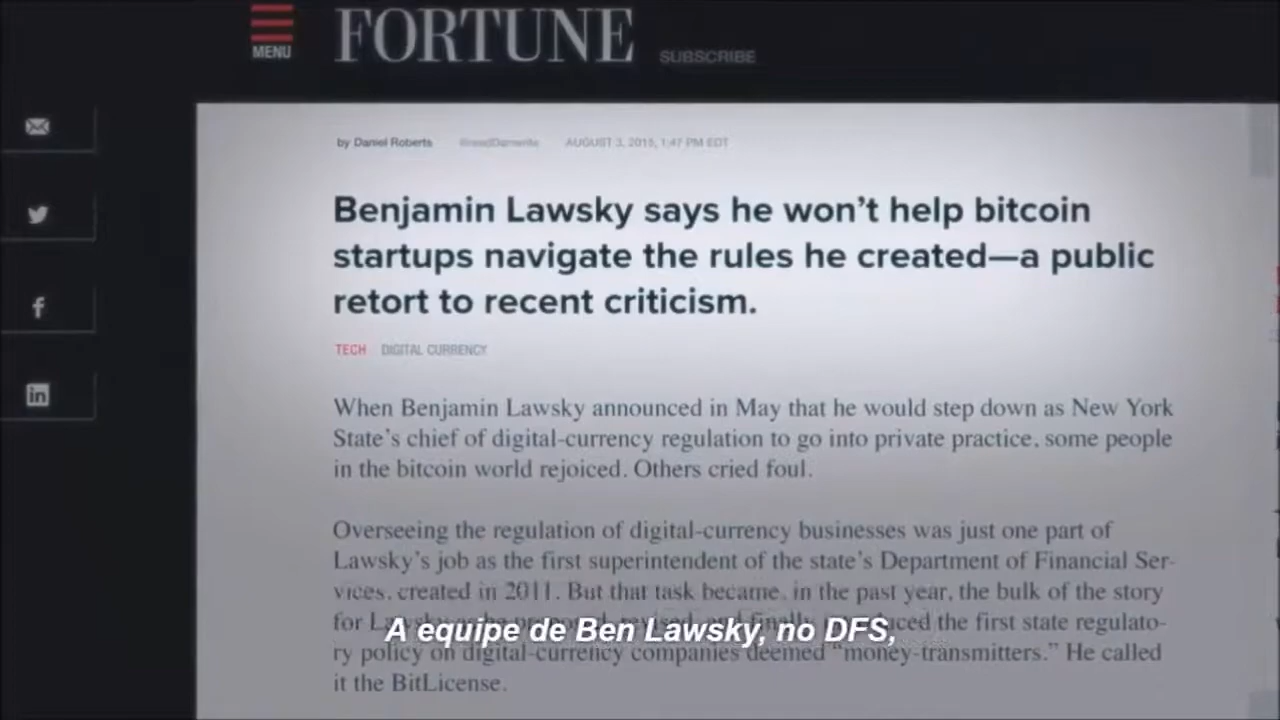 MENU
FORTUNE
SUBSCRIBE
by Daniel Roberts AUGUST 3, 2015, 1:47 PM EDT
Benjamin Lawsky says he won’t help bitcoin
startups navigate the rules he created—a public
retort to recent criticism.
TECH DIGITAL CURRENCY
When Benjamin Lawsky announced in May that he would step down as New York
State’s chief of digital-currency regulation to go into private practice, some people
in the bitcoin world rejoiced. Others cried foul.
Overseeing the regulation of digital-currency businesses was just one part of
Lawsky’s job as the first superintendent of the state’s Department of Financial Ser-
vices, created in 2011. But that task became, in the past year, the bulk of the story
for the first state regulato-
A equipe de Ben Lawsky, no DFS,
ry policy on digital-currency companies deemed “money-transmitters.” He called
it the BitLicense.